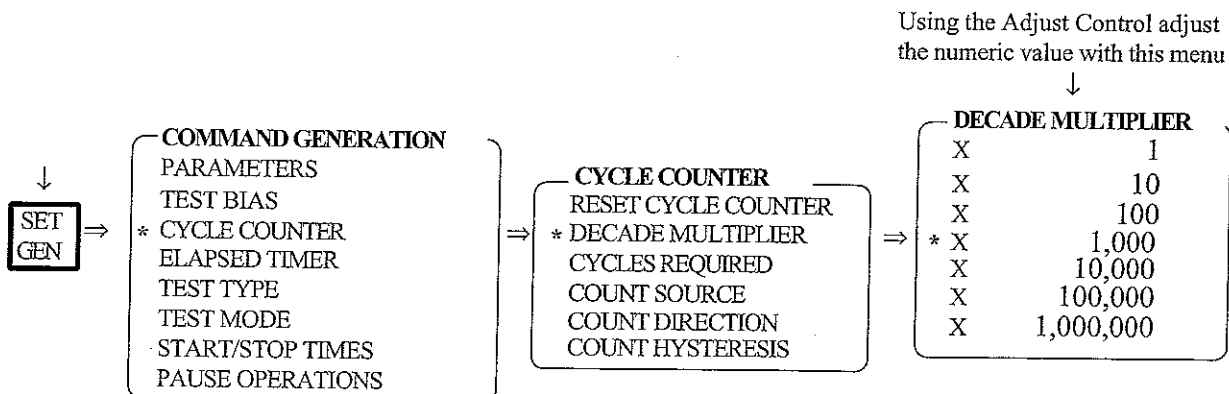 Using the Adjust Control adjust
the numeric value with this menu
↓
↓
SET
GEN
⇒
COMMAND GENERATION
PARAMETERS
TEST BIAS
* CYCLE COUNTER
ELAPSED TIMER
TEST TYPE
TEST MODE
START/STOP TIMES
PAUSE OPERATIONS
⇒
CYCLE COUNTER
RESET CYCLE COUNTER
* DECADE MULTIPLIER
CYCLES REQUIRED
COUNT SOURCE
COUNT DIRECTION
COUNT HYSTERESIS
⇒
DECADE MULTIPLIER
X 1
X 10
X 100
* X 1,000
X 10,000
X 100,000
X 1,000,000